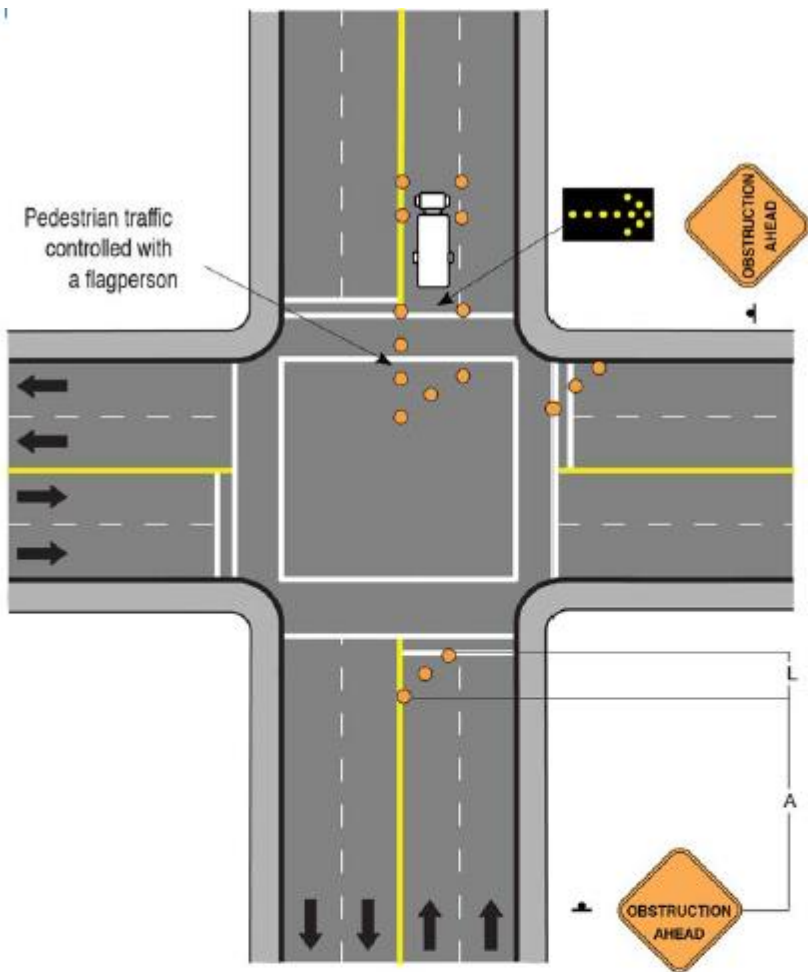 Pedestrian traffic
controlled with
a flagperson
OBSTRUCTION
AHEAD
L
A
OBSTRUCTION
AHEAD